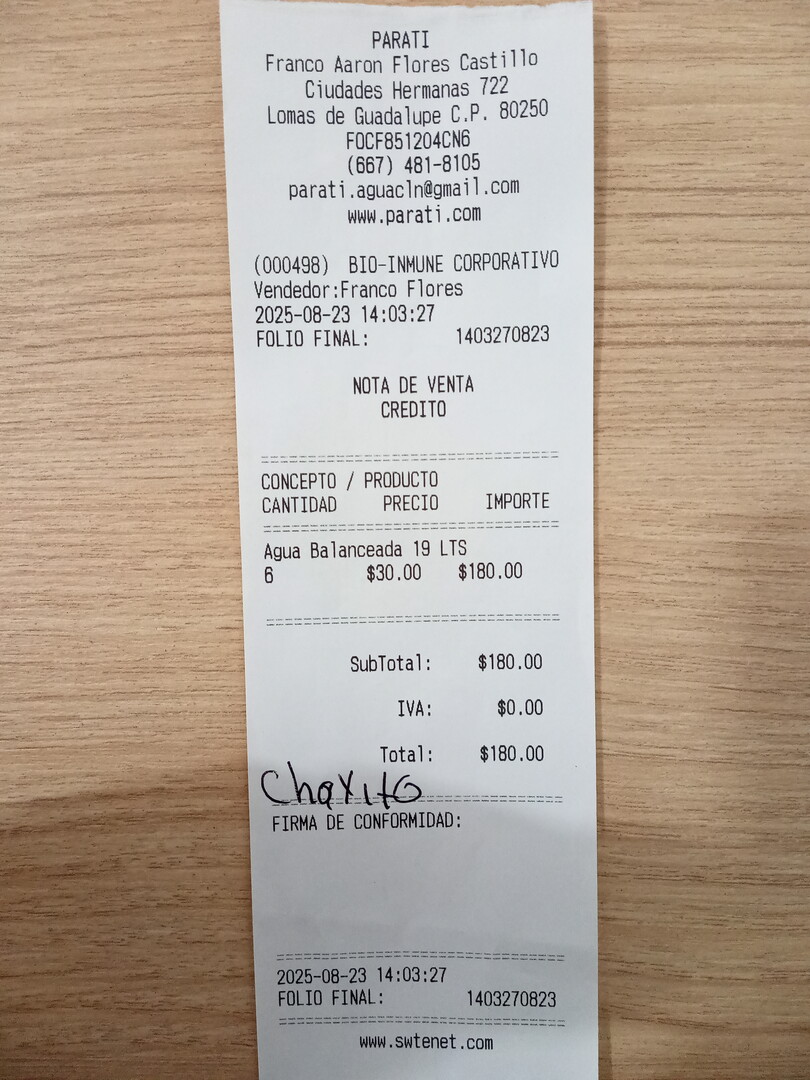 PARATI
Franco Aaron Flores Castillo
Ciudades Hermanas 722
Lomas de Guadalupe C.P. 80250
FOCF851204CN6
(667) 481-8105
parati.aguacln@gmail.com
www.parati.com
(000498) BIO-INMUNE CORPORATIVO
Vendedor:Franco Flores
2025-08-23 14:03:27
FOLIO FINAL: 1403270823
NOTA DE VENTA
CREDITO
CONCEPTO / PRODUCTO
CANTIDAD PRECIO IMPORTE
Agua Balanceada 19 LTS
6 $30.00 $180.00
SubTotal: $180.00
IVA: $0.00
Total: $180.00
Chayito
FIRMA DE CONFORMIDAD:
2025-08-23 14:03:27
FOLIO FINAL: 1403270823
www.swtenet.com